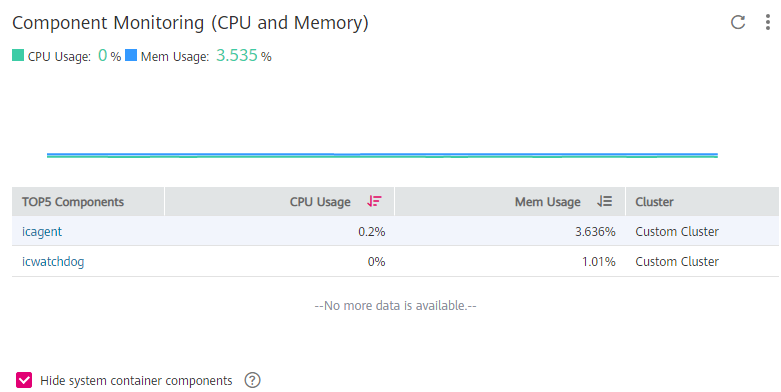 Component Monitoring (CPU and Memory)
CPU Usage: 0 % Mem Usage: 3.535 %
TOP5 Components CPU Usage Mem Usage Cluster
icagent 0.2% 3.636% Custom Cluster
icwatchdog 0% 1.01% Custom Cluster
--No more data is available.--
Hide system container components ?